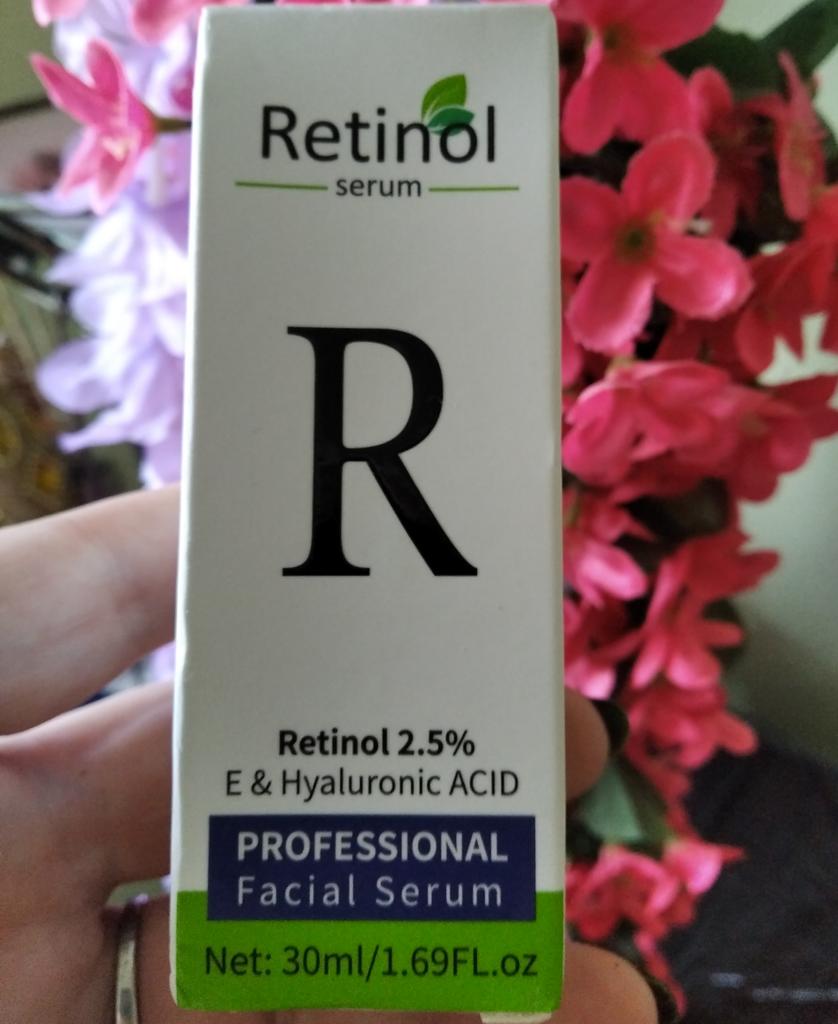 Retinol
serum
R
Retinol 2.5%
E & Hyaluronic ACID
PROFESSIONAL
Facial Serum
Net: 30ml/1.69FL.oz